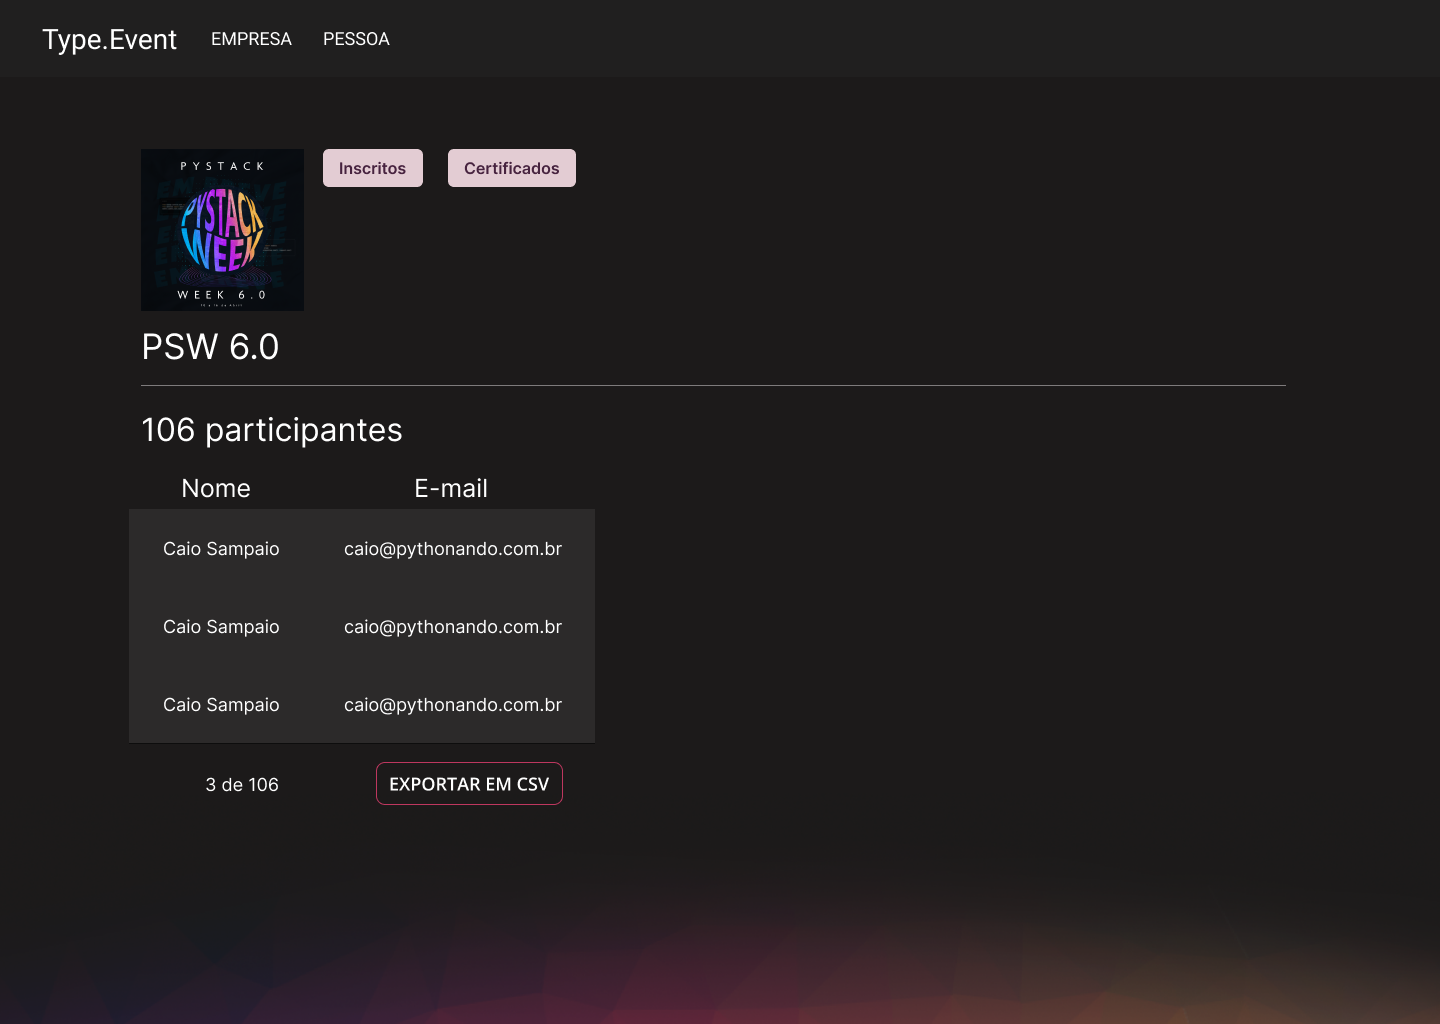 Type.Event EMPRESA PESSOA
PYSTACK
PYSTACK
WEEK
WEEK 6.0
Inscritos Certificados
PSW 6.0
106 participantes
Nome E-mail
Caio Sampaio caio@pythonando.com.br
Caio Sampaio caio@pythonando.com.br
Caio Sampaio caio@pythonando.com.br
3 de 106 EXPORTAR EM CSV